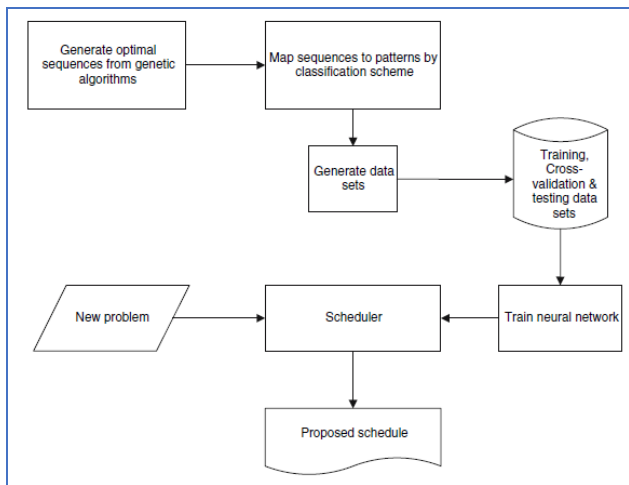 Generate optimal
sequences from genetic
algorithms
Map sequences to patterns by
classification scheme
Generate data
sets
Training,
Cross-
validation &
testing data
sets
New problem
Scheduler
Train neural network
Proposed schedule